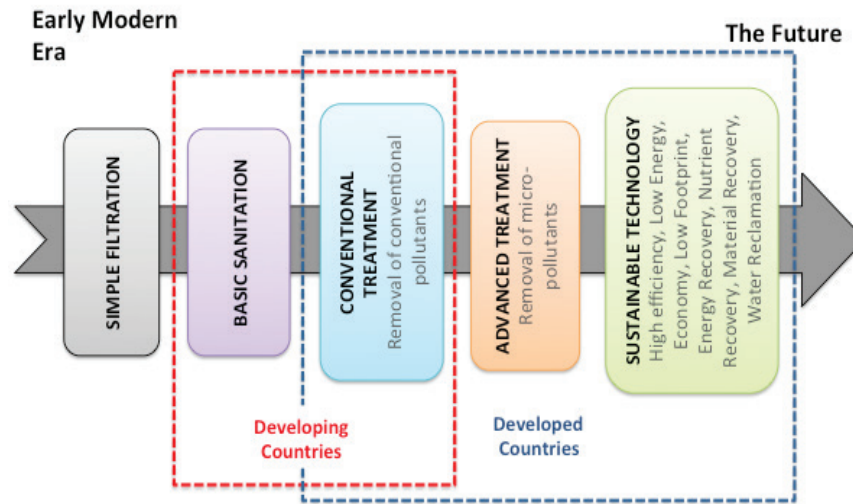 Early Modern
Era
The Future
SIMPLE FILTRATION
BASIC SANITATION
CONVENTIONAL
TREATMENT
Removal of conventional
pollutants
ADVANCED TREATMENT
Removal of micro-
pollutants
SUSTAINABLE TECHNOLOGY
High efficiency, Low Energy,
Economy, Low Footprint,
Energy Recovery, Nutrient
Recovery, Material Recovery,
Water Reclamation
Developing
Countries
Developed
Countries